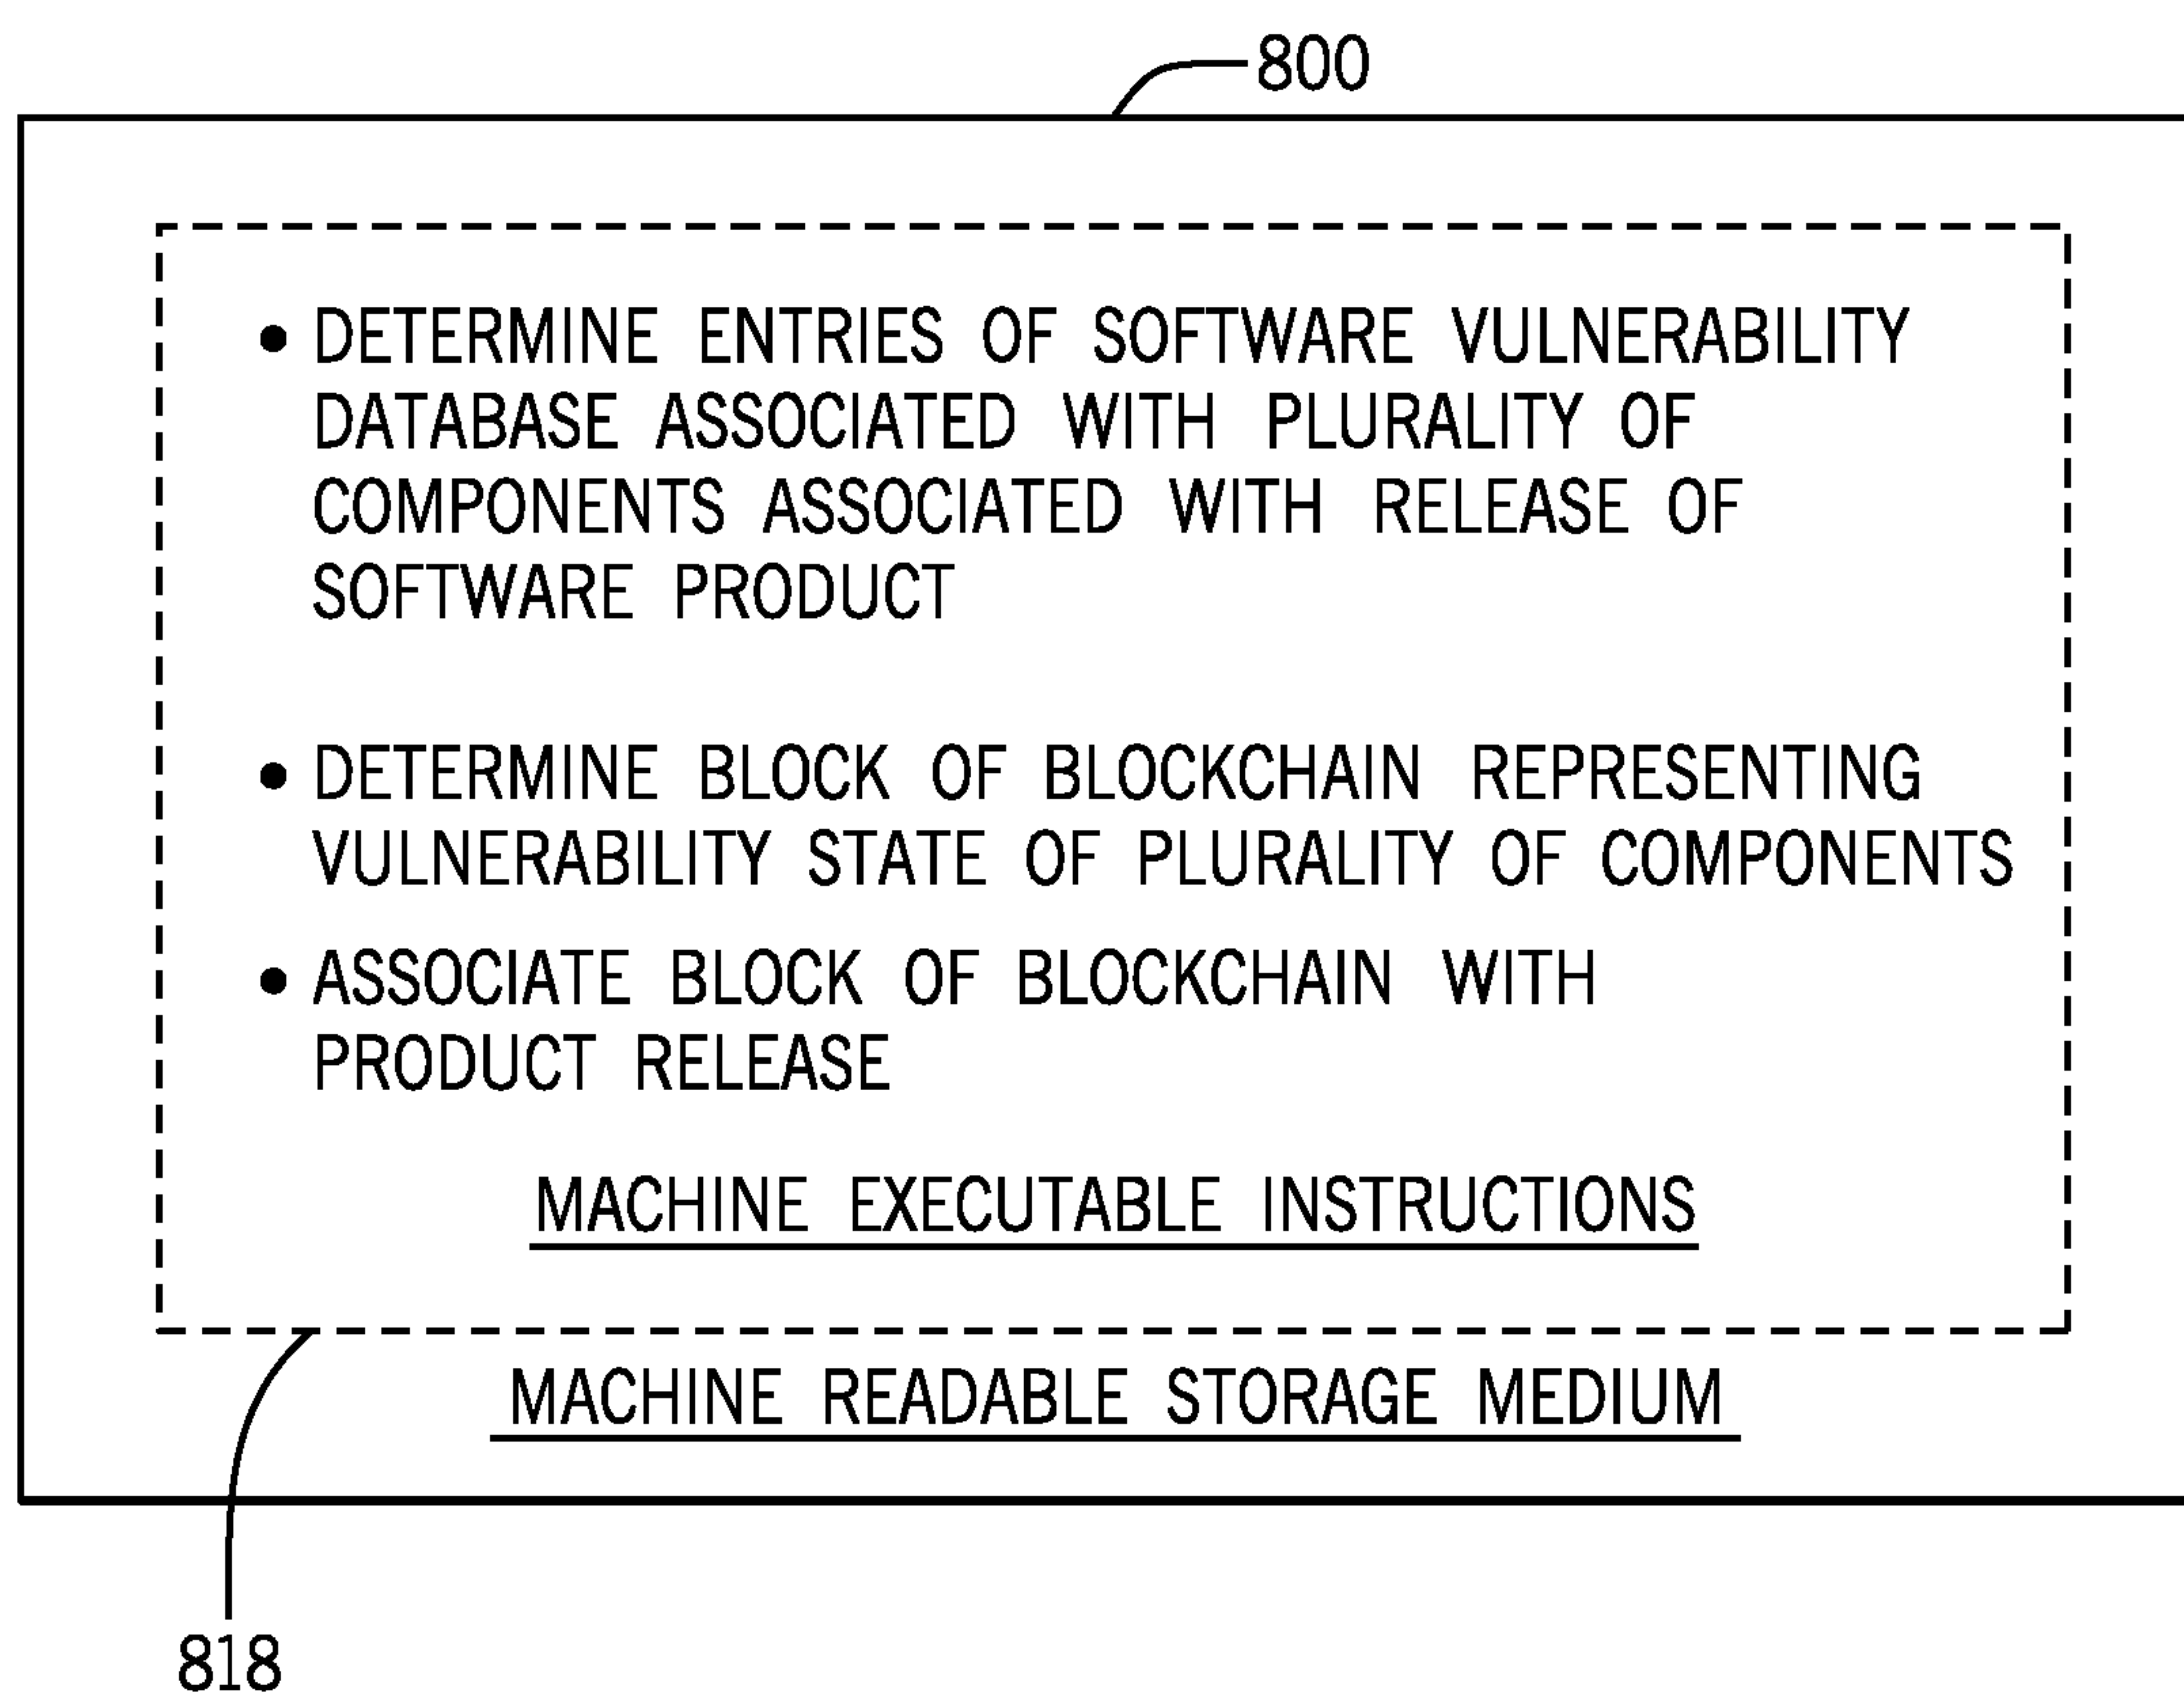 800
• DETERMINE ENTRIES OF SOFTWARE VULNERABILITY
DATABASE ASSOCIATED WITH PLURALITY OF
COMPONENTS ASSOCIATED WITH RELEASE OF
SOFTWARE PRODUCT
• DETERMINE BLOCK OF BLOCKCHAIN REPRESENTING
VULNERABILITY STATE OF PLURALITY OF COMPONENTS
• ASSOCIATE BLOCK OF BLOCKCHAIN WITH
PRODUCT RELEASE
MACHINE EXECUTABLE INSTRUCTIONS
MACHINE READABLE STORAGE MEDIUM
818